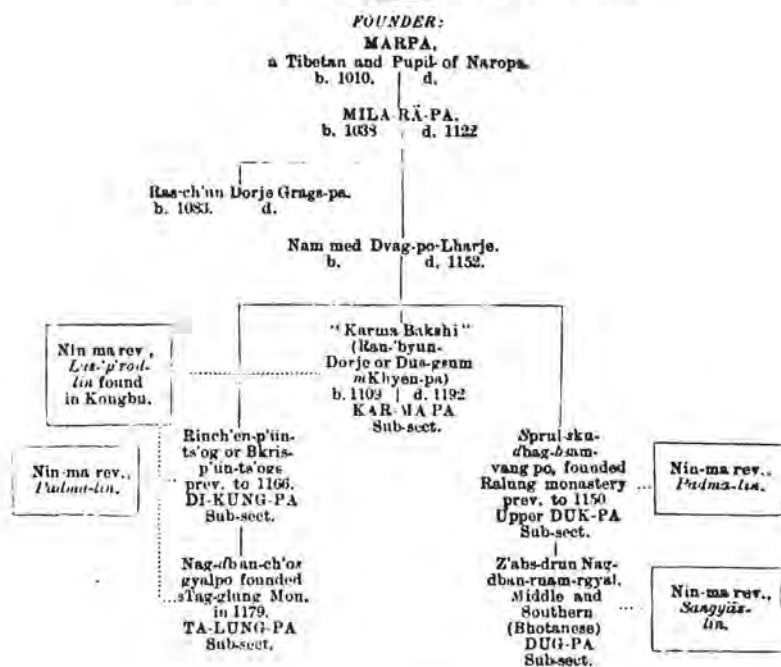 FOUNDER:
MARPA,
a Tibetan and Pupil of Naropa.
b. 1010. d.
MILA-RÄ-PA.
b. 1038 d. 1122
Ras-ch'un Dorje Grags-pa.
b. 1083. d.
Nam med Dvag-po-Lharje.
b. d. 1152.
"Karma Bakshi"
(Ran-'byun-
Dorje or Dus-gsum
mKhyen-pa)
b. 1109 d. 1192
KAR-MA PA
Sub-sect.
Nin ma rev.,
lin found
in Kongbu.
Rinch'en-p'ün-
ts'og or Bkris-
p'ün-ts'ogs
prev. to 1166.
DI-KUNG-PA
Sub-sect.
Nin-ma rev.,
Padma-lin.
Nag-dban-ch'os
gyalpo founded
sTag-glung Mon.
in 1179.
TA-LUNG-PA
Sub-sect.
Sprul-sku-
dbag-bsam-
vang po, founded
Ralung monastery
prev. to 1150
Upper DUK-PA
Sub-sect.
Nin-ma rev.,
Padma-lin.
Z'abs-drun Nag-
dban-rnam-rgyal.
Middle and
Southern
(Bhotanese)
DUG-PA
Sub-sect.
Nin-ma rev.,
Sangyäs-
lin.